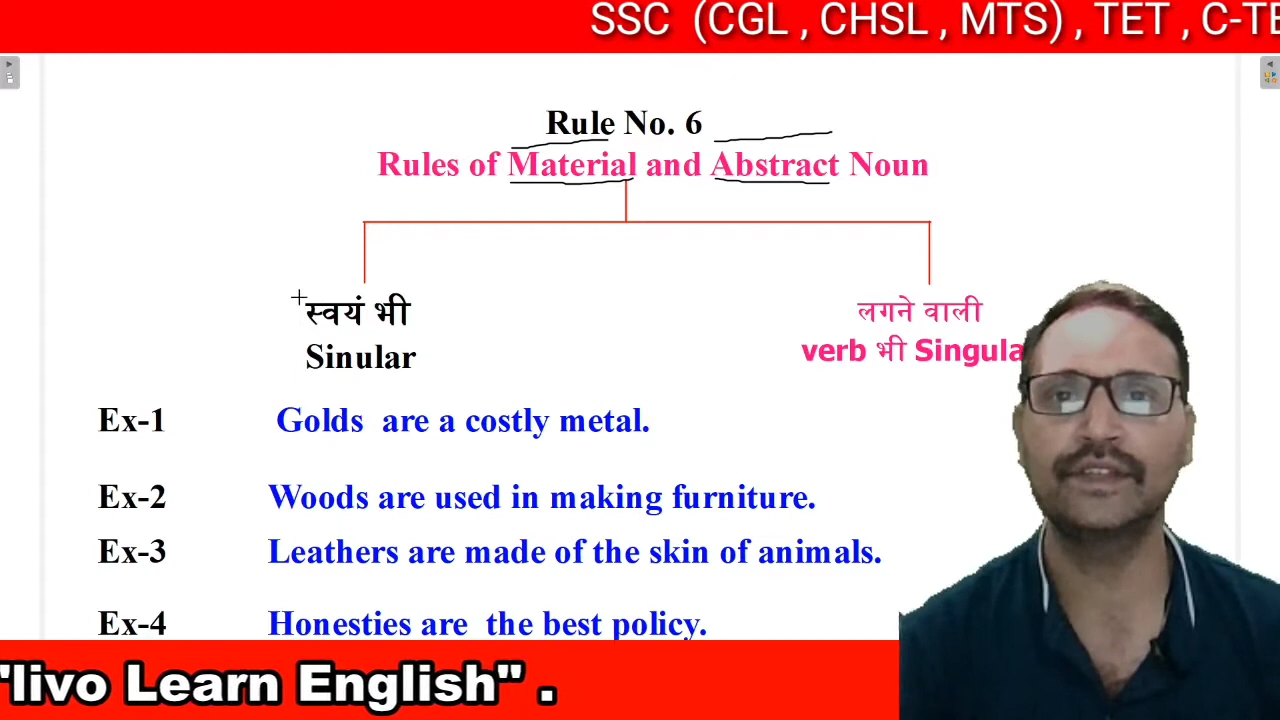 SSC (CGL , CHSL , MTS) , TET , C-TE
Rule No. 6
Rules of Material and Abstract Noun
स्वयं भी
Sinular
लगने वाली
verb भी Singula
Ex-1 Golds are a costly metal.
Ex-2 Woods are used in making furniture.
Ex-3 Leathers are made of the skin of animals.
Ex-4 Honesties are the best policy.
"livo Learn English" .